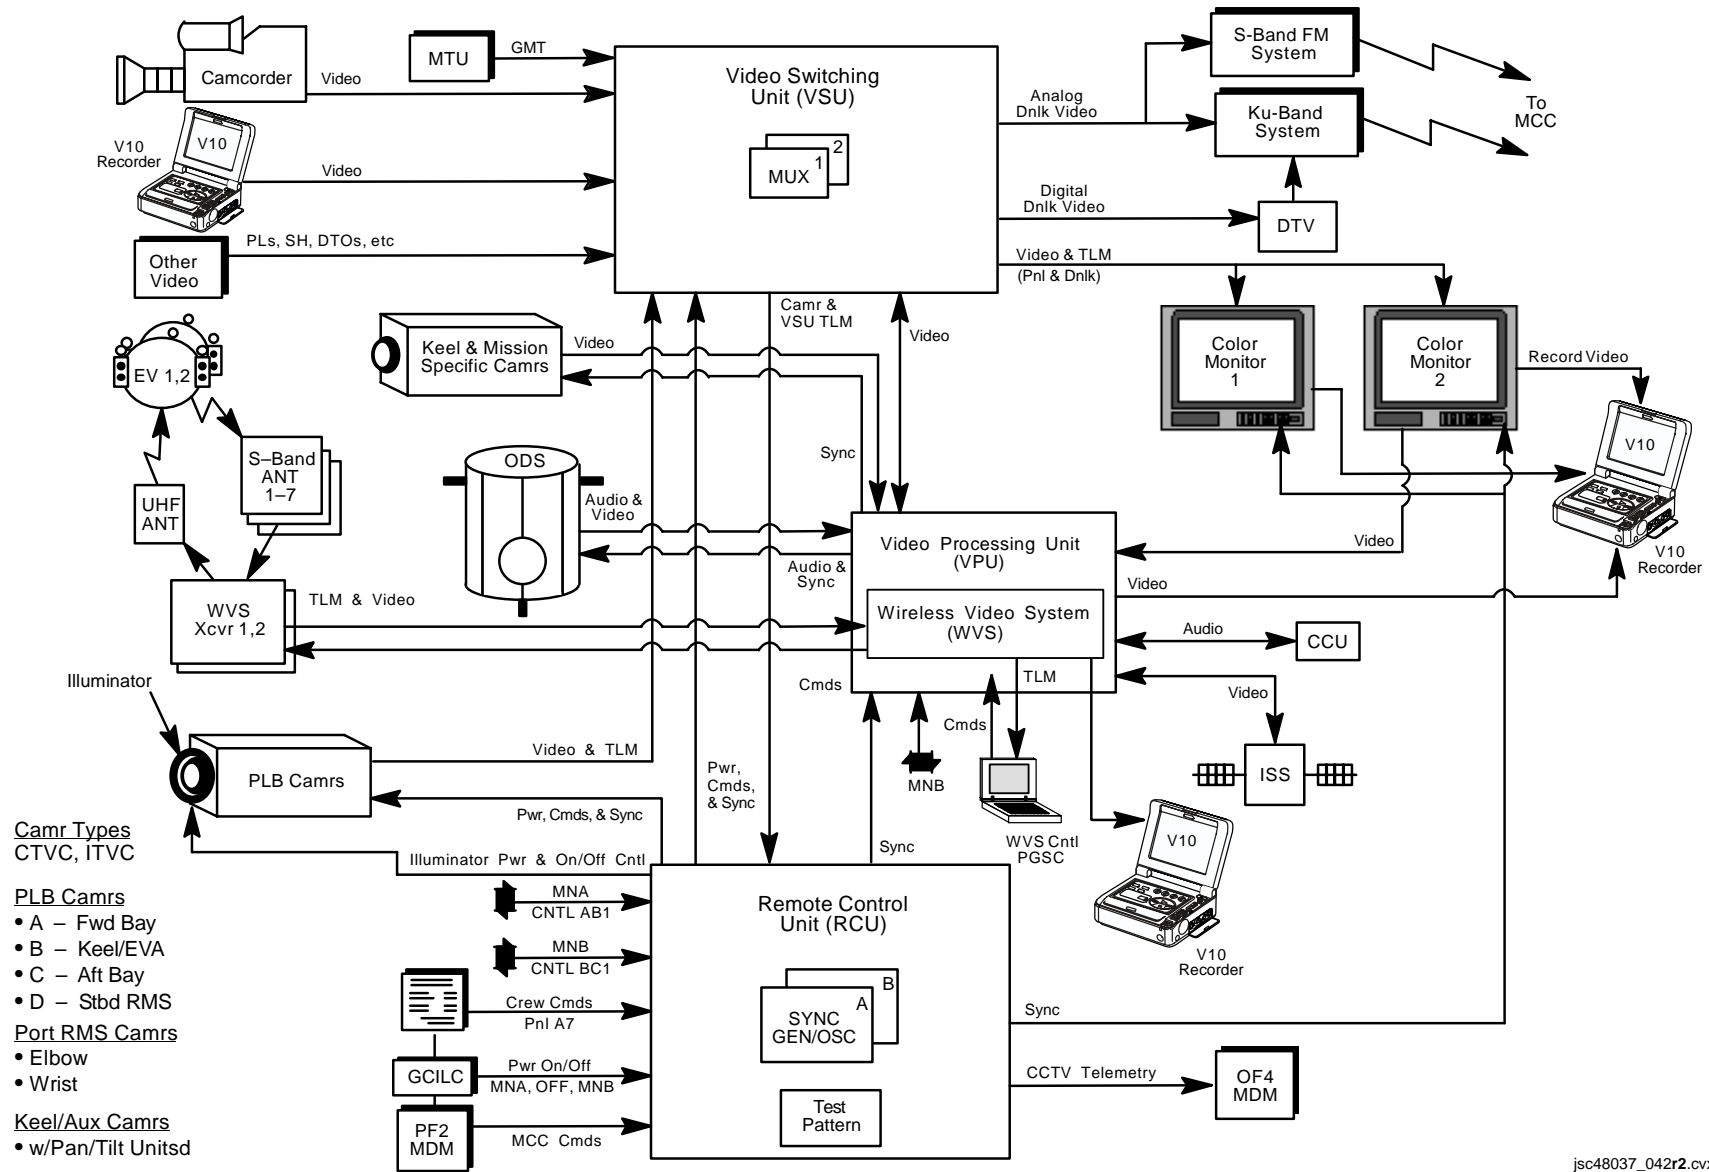 Camcorder
Video
MTU
GMT
V10
V10
Recorder
Video
Other
Video
PLs, SH, DTOs, etc
Video Switching
Unit (VSU)
2
1
MUX
Analog
Dnlk Video
S-Band FM
System
Ku-Band
System
To
MCC
Digital
Dnlk Video
DTV
Video & TLM
(Pnl & Dnlk)
Camr &
VSU TLM
Video
Keel & Mission
Specific Camrs
Video
Sync
Color
Monitor
1
Color
Monitor
2
Record Video
V10
V10
Recorder
EV 1,2
S–Band
ANT
1–7
UHF
ANT
WVS
Xcvr 1,2
TLM & Video
ODS
Audio &
Video
Audio &
Sync
Video Processing Unit
(VPU)
Wireless Video System
(WVS)
Video
Video
Audio
CCU
Video
ISS
Cmds
TLM
Cmds
MNB
WVS Cntl
PGSC
V10
V10
Recorder
Illuminator
PLB Camrs
Video & TLM
Pwr, Cmds, & Sync
Illuminator Pwr & On/Off Cntl
Pwr,
Cmds,
& Sync
Sync
Remote Control
Unit (RCU)
B
A
SYNC
GEN/OSC
Test
Pattern
MNA
CNTL AB1
MNB
CNTL BC1
Crew Cmds
Pnl A7
GCILC
Pwr On/Off
MNA, OFF, MNB
PF2
MDM
MCC Cmds
Sync
CCTV Telemetry
OF4
MDM
Camr Types
CTVC, ITVC
PLB Camrs
• A – Fwd Bay
• B – Keel/EVA
• C – Aft Bay
• D – Stbd RMS
Port RMS Camrs
• Elbow
• Wrist
Keel/Aux Camrs
• w/Pan/Tilt Unitsd
jsc48037_042r2.cvx